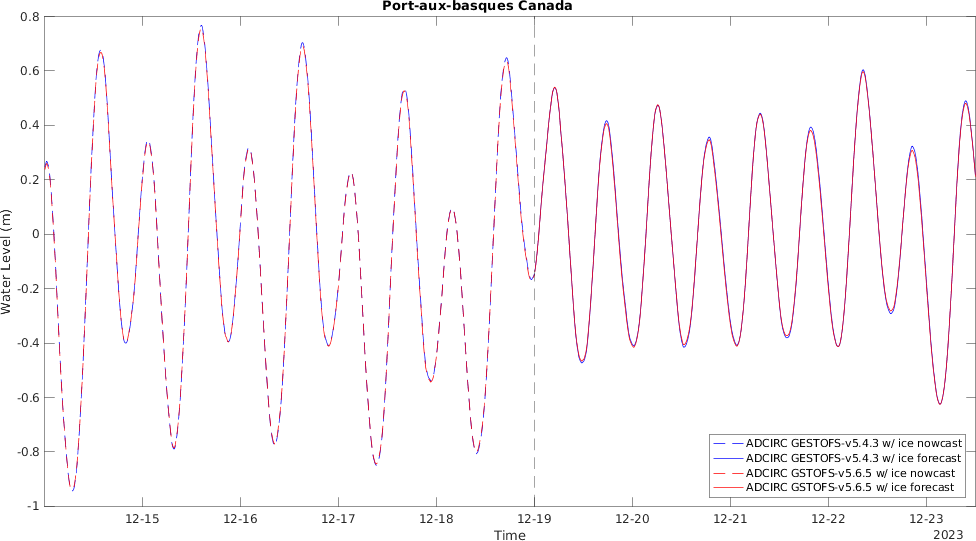 Port-aux-basques Canada
0.8
0.6
0.4
0.2
0
-0.2
-0.4
-0.6
-0.8
-1
Water Level (m)
12-15 12-16 12-17 12-18 12-19 12-20 12-21 12-22 12-23
Time
2023
ADCIRC GESTOFS-v5.4.3 w/ ice nowcast
ADCIRC GESTOFS-v5.4.3 w/ ice forecast
ADCIRC GSTOFS-v5.6.5 w/ ice nowcast
ADCIRC GSTOFS-v5.6.5 w/ ice forecast